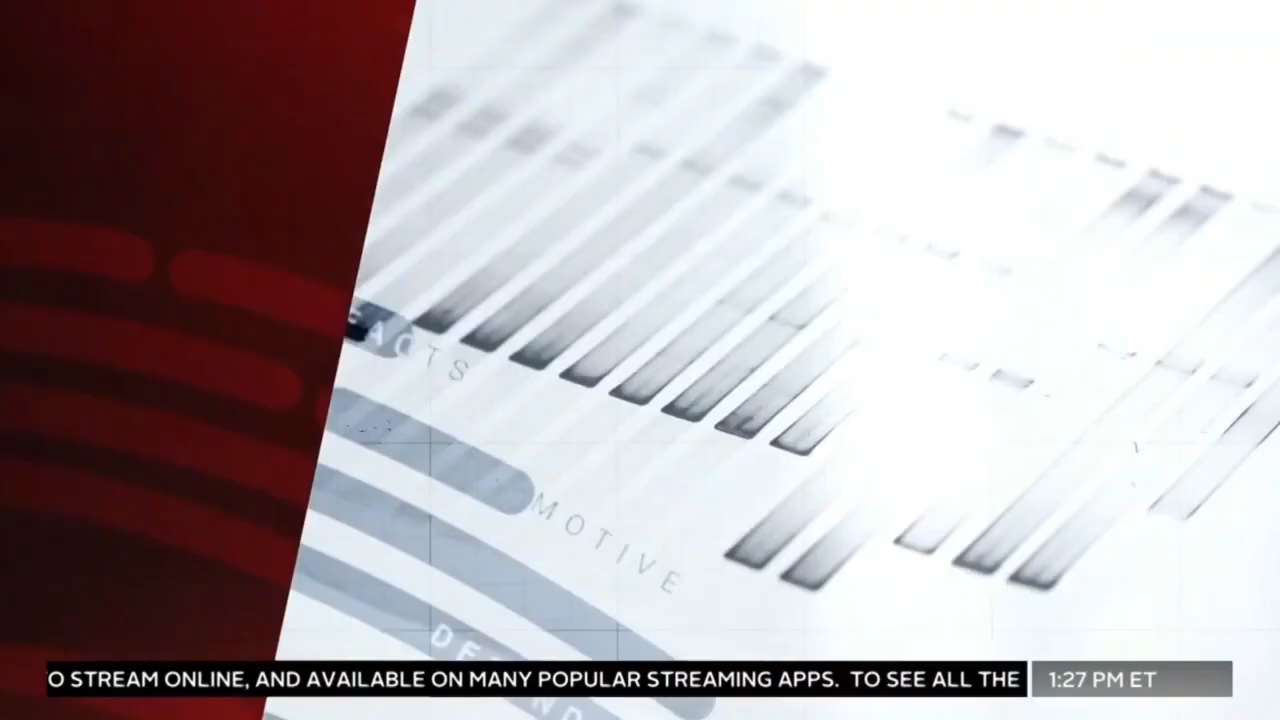 FACTS
MOTIVE
O STREAM ONLINE, AND AVAILABLE ON MANY POPULAR STREAMING APPS.  TO SEE ALL THE
1:27 PM ET